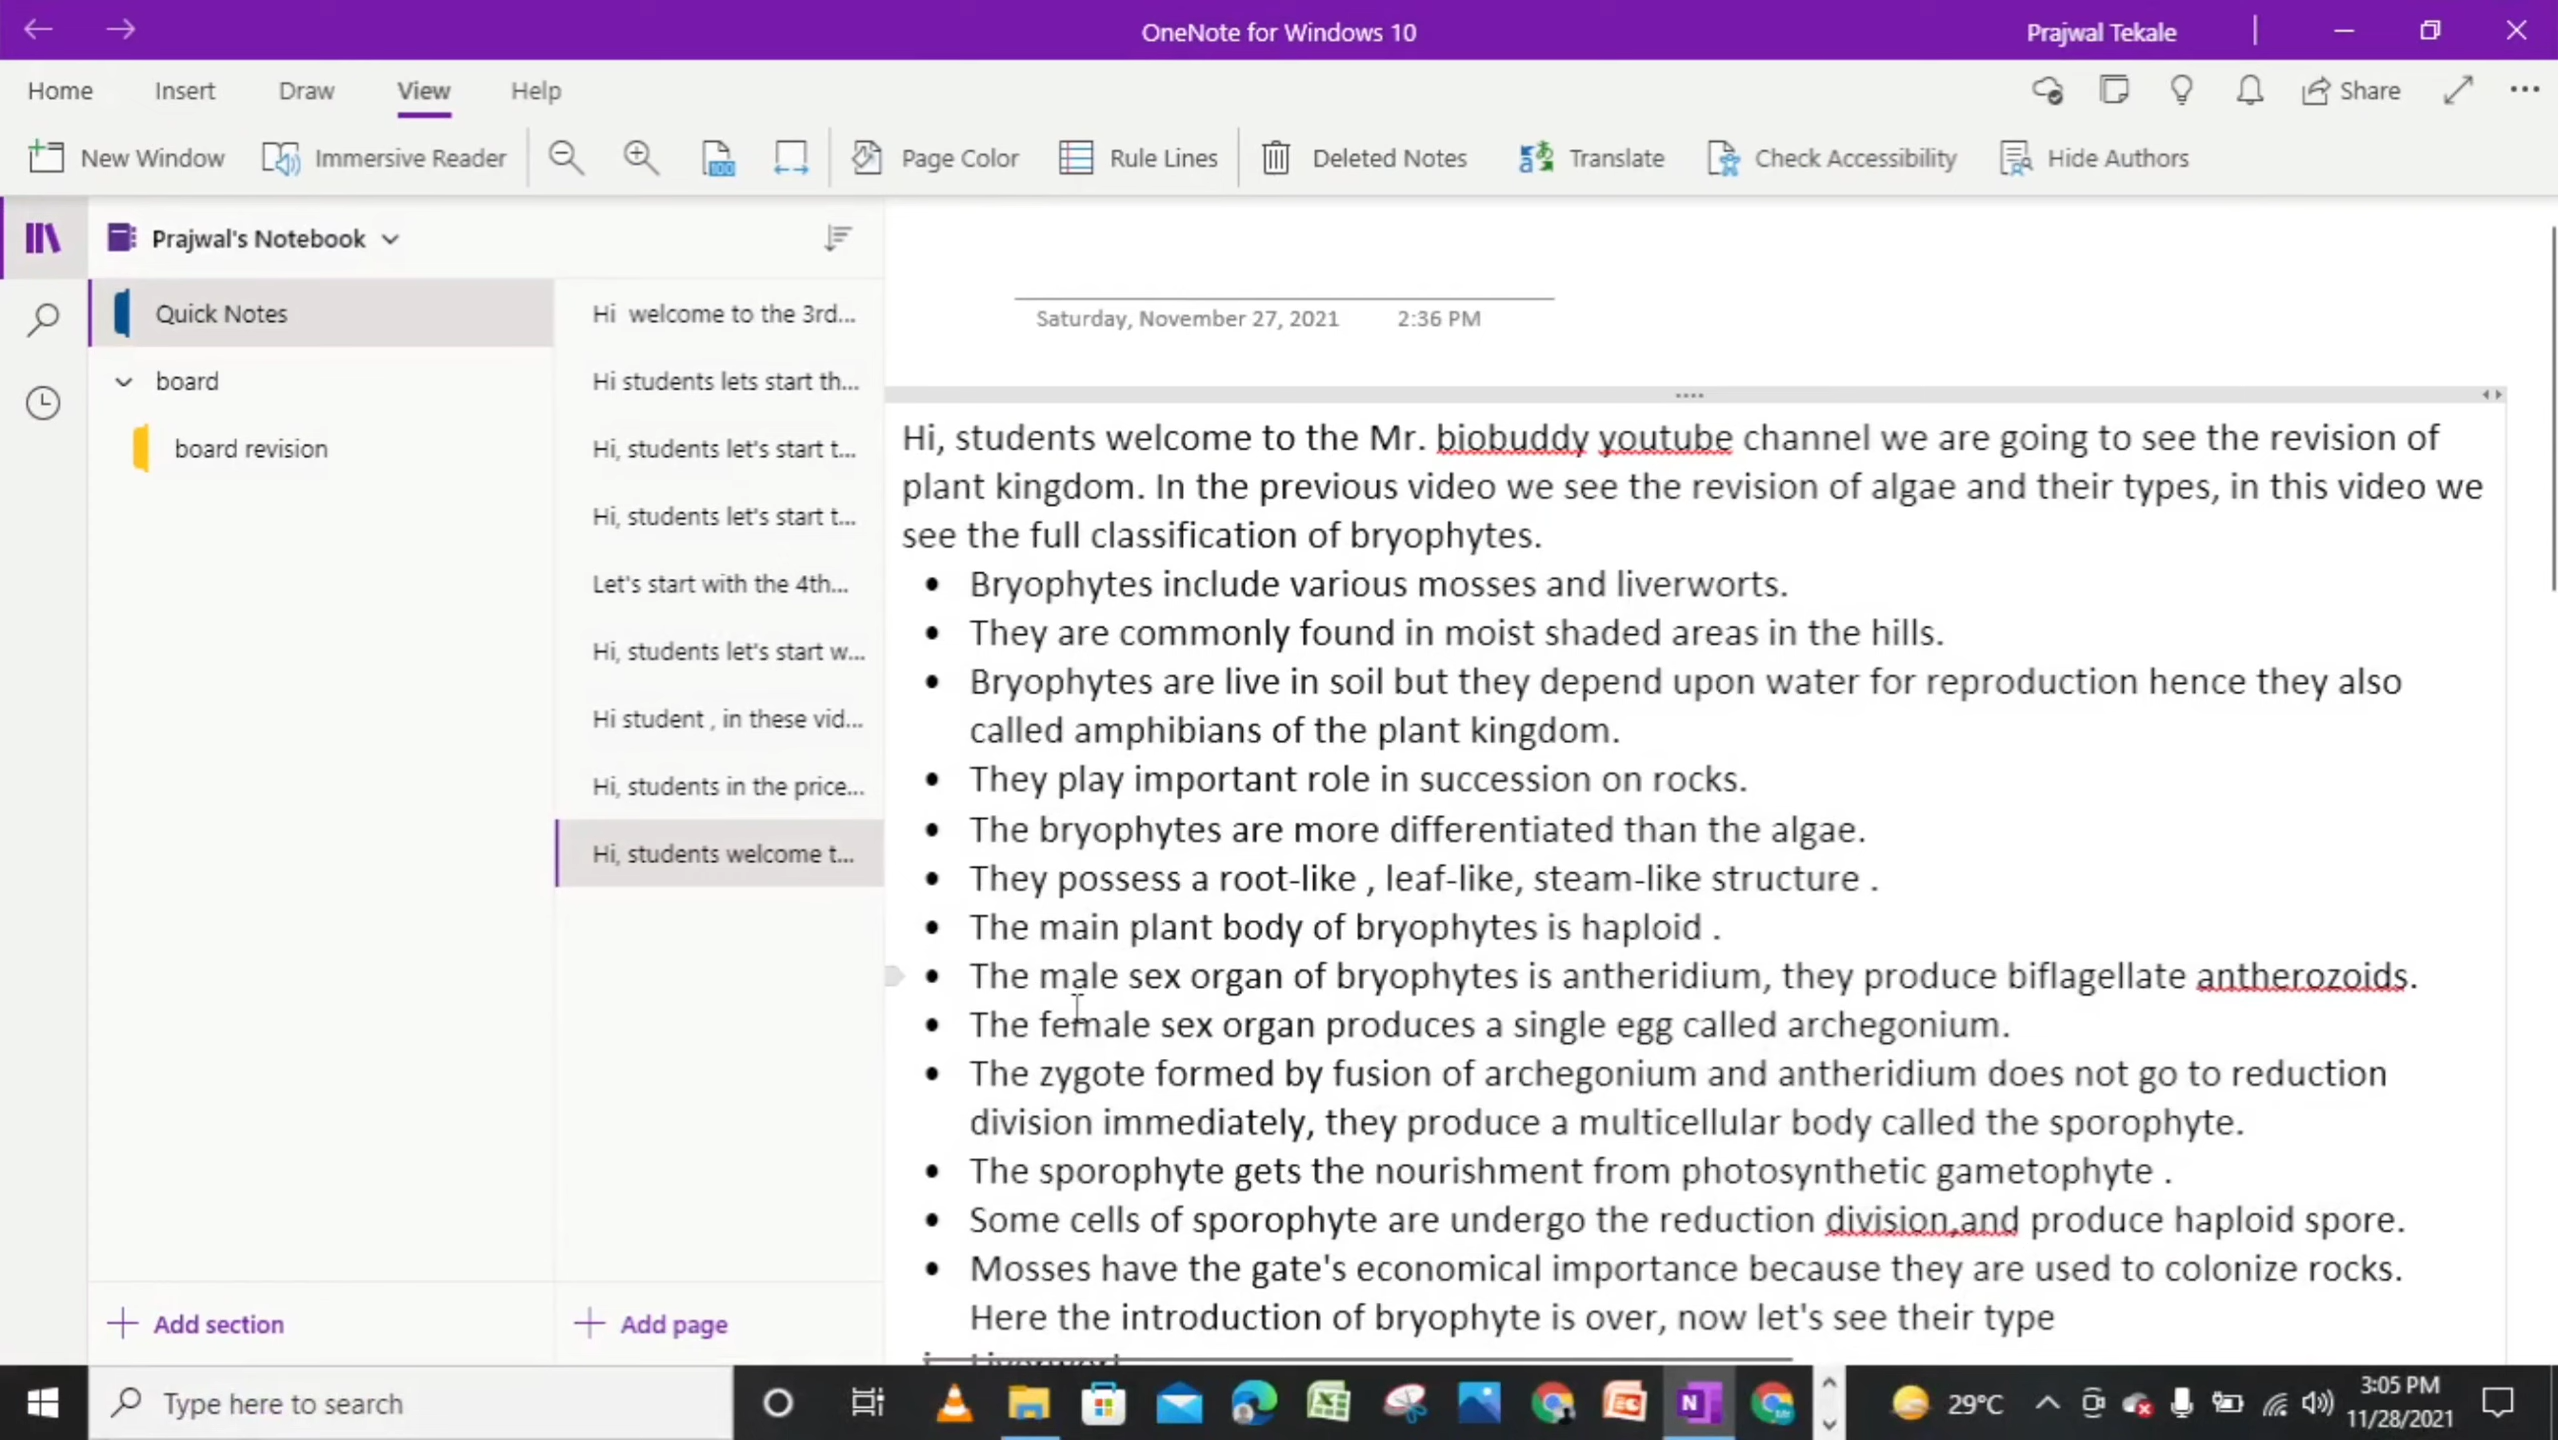 OneNote for Windows 10
Prajwal Tekale
Home Insert Draw View Help
Share
New Window Immersive Reader 100 Page Color Rule Lines Deleted Notes Translate Check Accessibility Hide Authors
Prajwal's Notebook
Quick Notes
board
board revision
Hi  welcome to the 3rd...
Hi students lets start th...
Hi, students let's start t...
Hi, students let's start t...
Let's start with the 4th...
Hi, students let's start w...
Hi student , in these vid...
Hi, students in the price...
Hi, students welcome t...
Add section
Add page
Saturday, November 27, 2021 2:36 PM
Hi, students welcome to the Mr. biobuddy youtube channel we are going to see the revision of
plant kingdom. In the previous video we see the revision of algae and their types, in this video we
see the full classification of bryophytes.
• Bryophytes include various mosses and liverworts.
• They are commonly found in moist shaded areas in the hills.
• Bryophytes are live in soil but they depend upon water for reproduction hence they also
called amphibians of the plant kingdom.
• They play important role in succession on rocks.
• The bryophytes are more differentiated than the algae.
• They possess a root-like , leaf-like, steam-like structure .
• The main plant body of bryophytes is haploid .
• The male sex organ of bryophytes is antheridium, they produce biflagellate antherozoids.
• The female sex organ produces a single egg called archegonium.
• The zygote formed by fusion of archegonium and antheridium does not go to reduction
division immediately, they produce a multicellular body called the sporophyte.
• The sporophyte gets the nourishment from photosynthetic gametophyte .
• Some cells of sporophyte are undergo the reduction division,and produce haploid spore.
• Mosses have the gate's economical importance because they are used to colonize rocks.
Here the introduction of bryophyte is over, now let's see their type
Type here to search
29°C
3:05 PM
11/28/2021